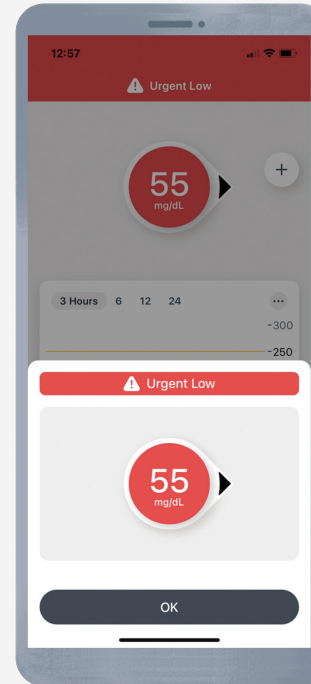 12:57
Urgent Low
55
mg/dL
+
3 Hours 6 12 24
-300
-250
Urgent Low
55
mg/dL
OK